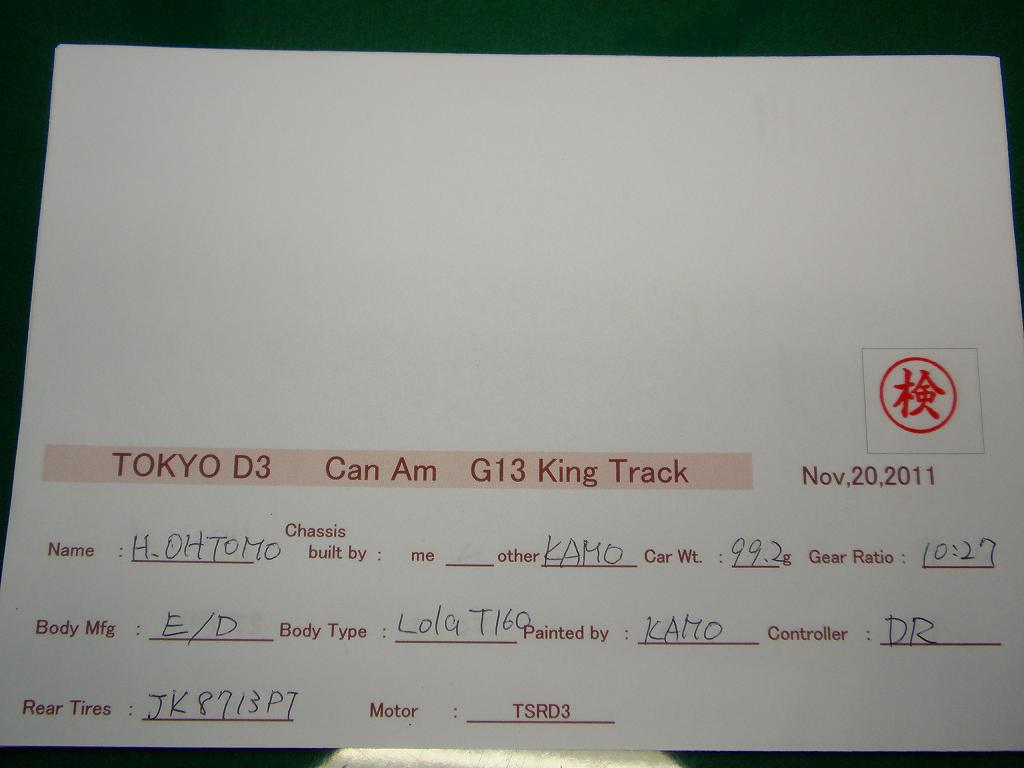 検
TOKYO D3 Can Am G13 King Track Nov,20,2011
Name : H.OHTOMO Chassis built by : me other KAMO Car Wt. : 99.2g Gear Ratio : 10:27
Body Mfg : E/D Body Type : Lola T160 Painted by : KAMO Controller : DR
Rear Tires : JK8713PT Motor : TSRD3